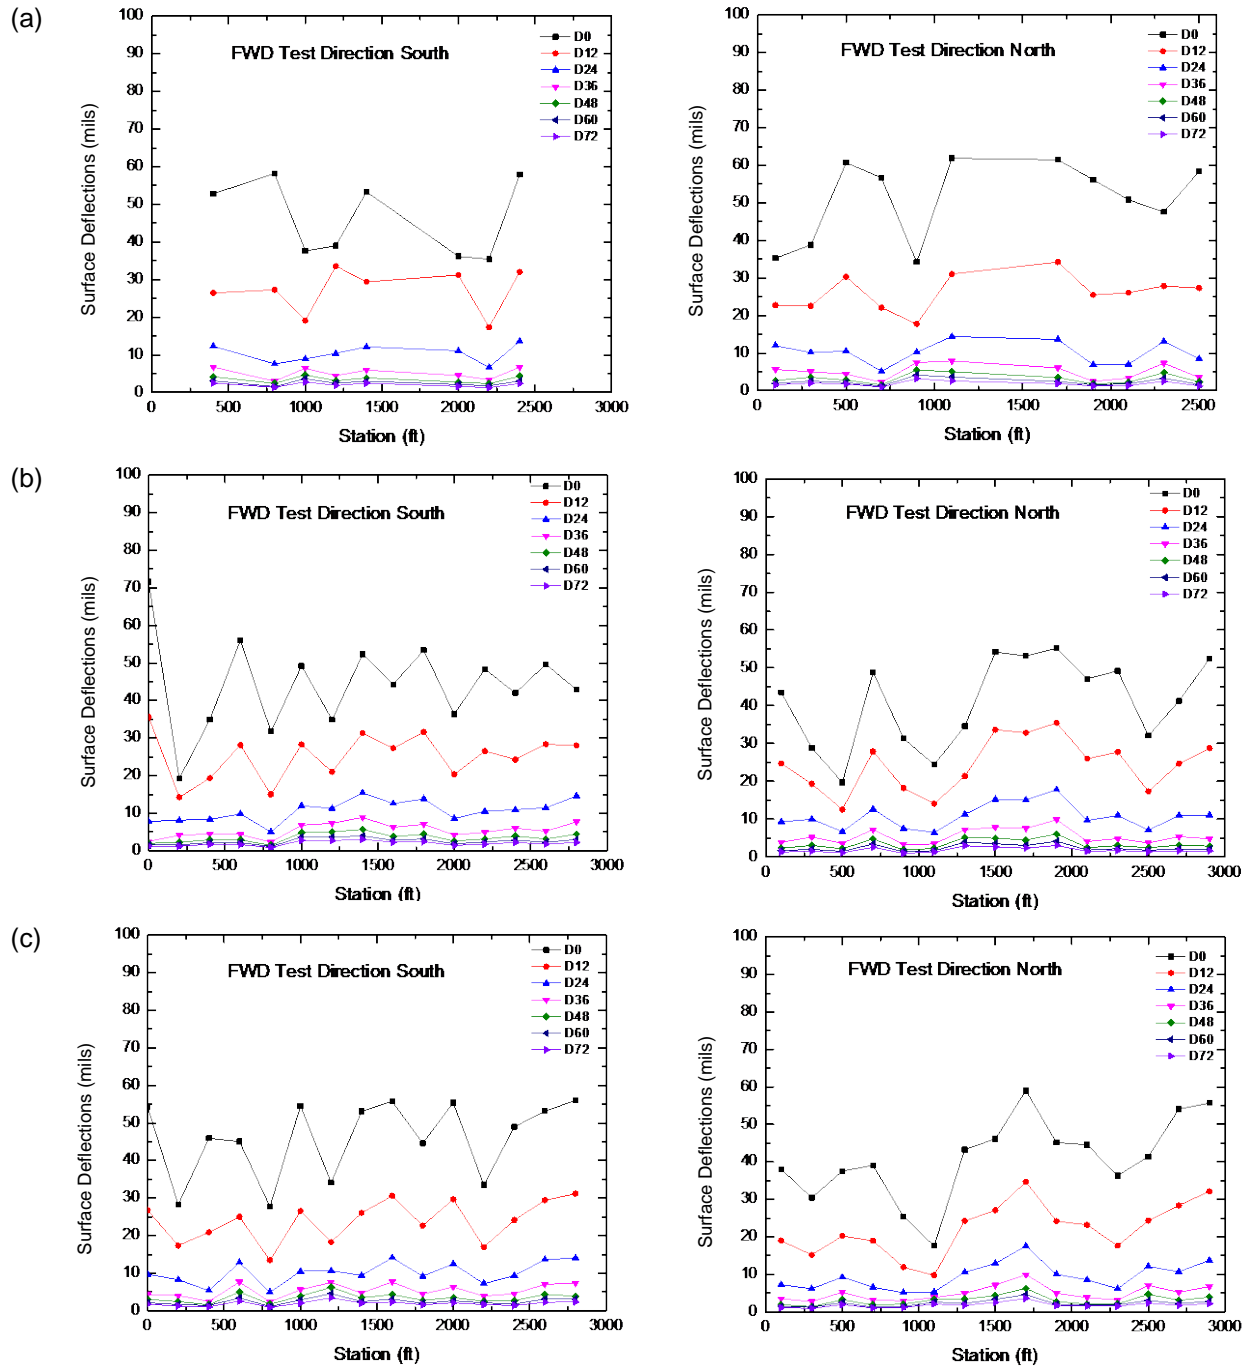 (a)
100
90
80
70
60
50
40
30
20
10
0
Surface Deflections (mils)
FWD Test Direction South
D0
D12
D24
D36
D48
D60
D72
0 500 1000 1500 2000 2500 3000
Station (ft)
100
90
80
70
60
50
40
30
20
10
0
Surface Deflections (mils)
FWD Test Direction North
D0
D12
D24
D36
D48
D60
D72
0 500 1000 1500 2000 2500
Station (ft)
(b)
100
90
80
70
60
50
40
30
20
10
0
Surface Deflections (mils)
FWD Test Direction South
D0
D12
D24
D36
D48
D60
D72
0 500 1000 1500 2000 2500 3000
Station (ft)
100
90
80
70
60
50
40
30
20
10
0
Surface Deflections (mils)
FWD Test Direction North
D0
D12
D24
D36
D48
D60
D72
0 500 1000 1500 2000 2500 3000
Station (ft)
(c)
100
90
80
70
60
50
40
30
20
10
0
Surface Deflections (mils)
FWD Test Direction South
D0
D12
D24
D36
D48
D60
D72
0 500 1000 1500 2000 2500 3000
Station (ft)
100
90
80
70
60
50
40
30
20
10
0
Surface Deflections (mils)
FWD Test Direction North
D0
D12
D24
D36
D48
D60
D72
0 500 1000 1500 2000 2500 3000
Station (ft)